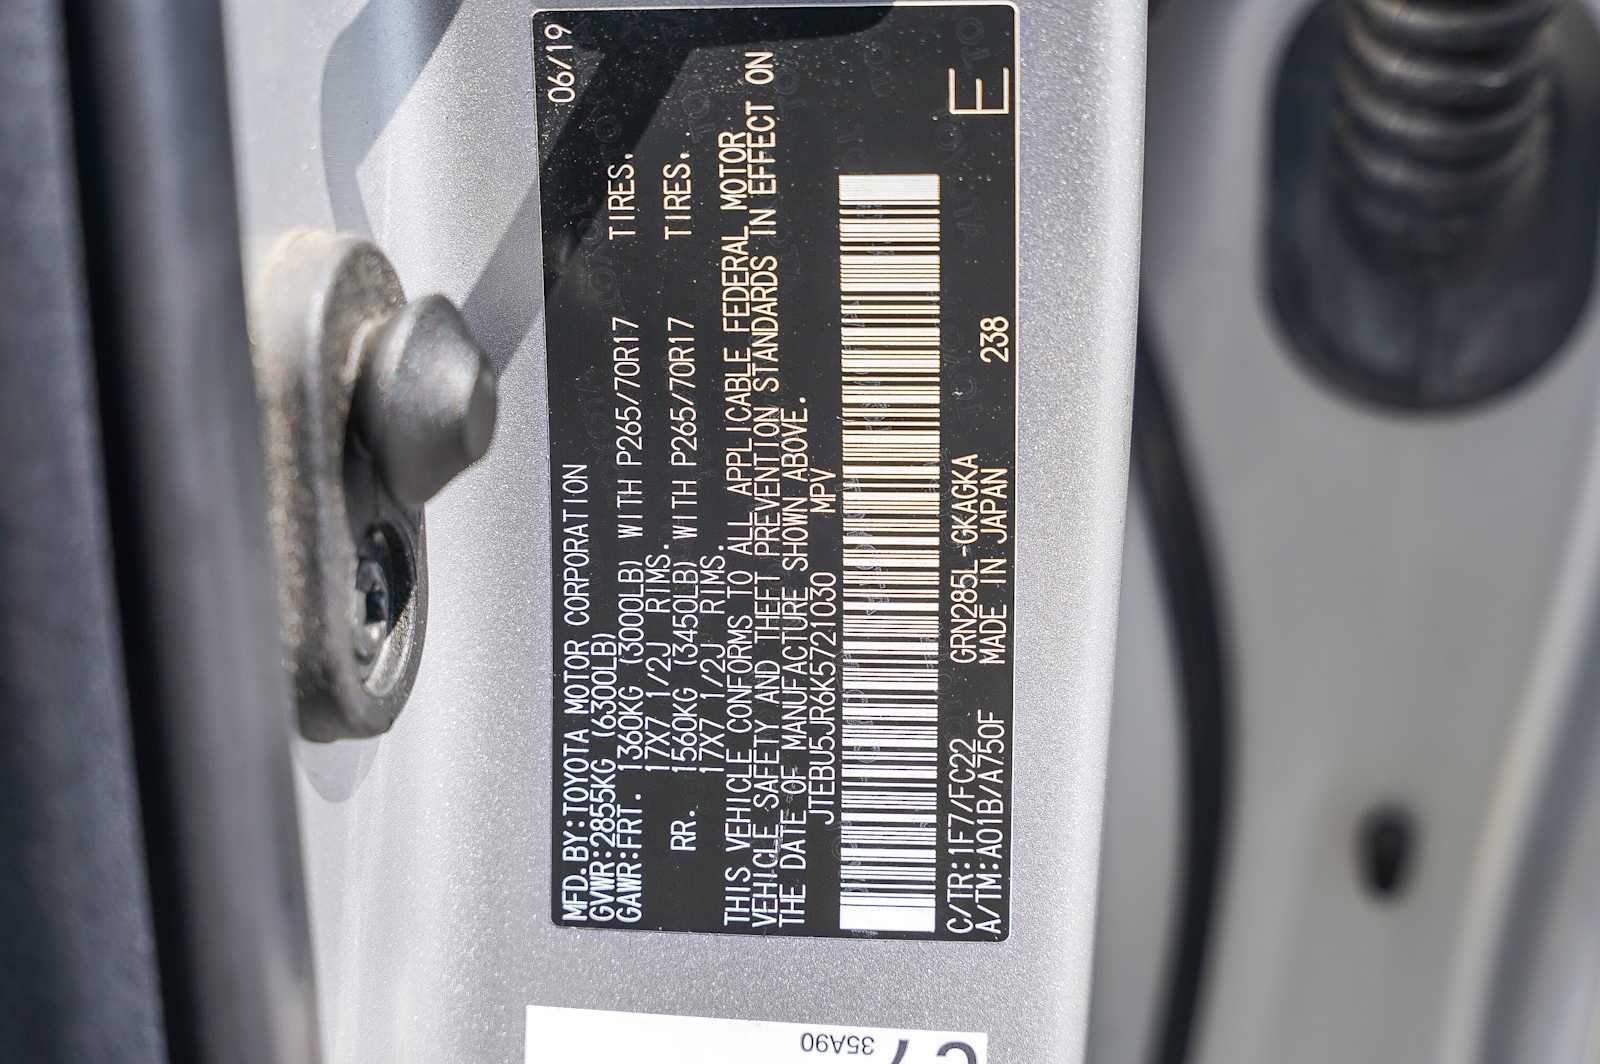 MFD.BY:TOYOTA MOTOR CORPORATION 06/19
GVWR:2855KG (6300LB)
GAWR:FRT. 1360KG (3000LB) WITH P265/70R17 TIRES.
17X7 1/2J RIMS.
RR. 1560KG (3450LB) WITH P265/70R17 TIRES.
17X7 1/2J RIMS.
THIS VEHICLE CONFORMS TO ALL APPLICABLE FEDERAL MOTOR
VEHICLE SAFETY AND THEFT PREVENTION STANDARDS IN EFFECT ON
THE DATE OF MANUFACTURE SHOWN ABOVE.
JTEBU5JR6K5721030 MPV
C/TR:1F7/FC22 GRN285L-GKAGKA E
A/TM:A01B/A750F MADE IN JAPAN 238
35A90